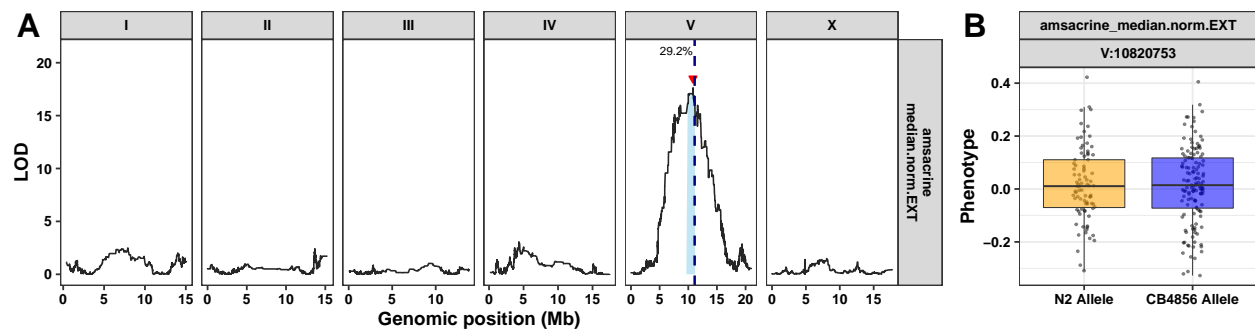 A
I II III IV V X
LOD
20
15
10
5
0
29.2%
amsacrine
median.norm.EXT
0 5 10 15 0 5 10 15 0 5 10 0 5 10 15 0 5 10 15 20 0 5 10 15
Genomic position (Mb)
B
amsacrine_median.norm.EXT
V:10820753
Phenotype
0.4
0.2
0.0
−0.2
N2 Allele CB4856 Allele